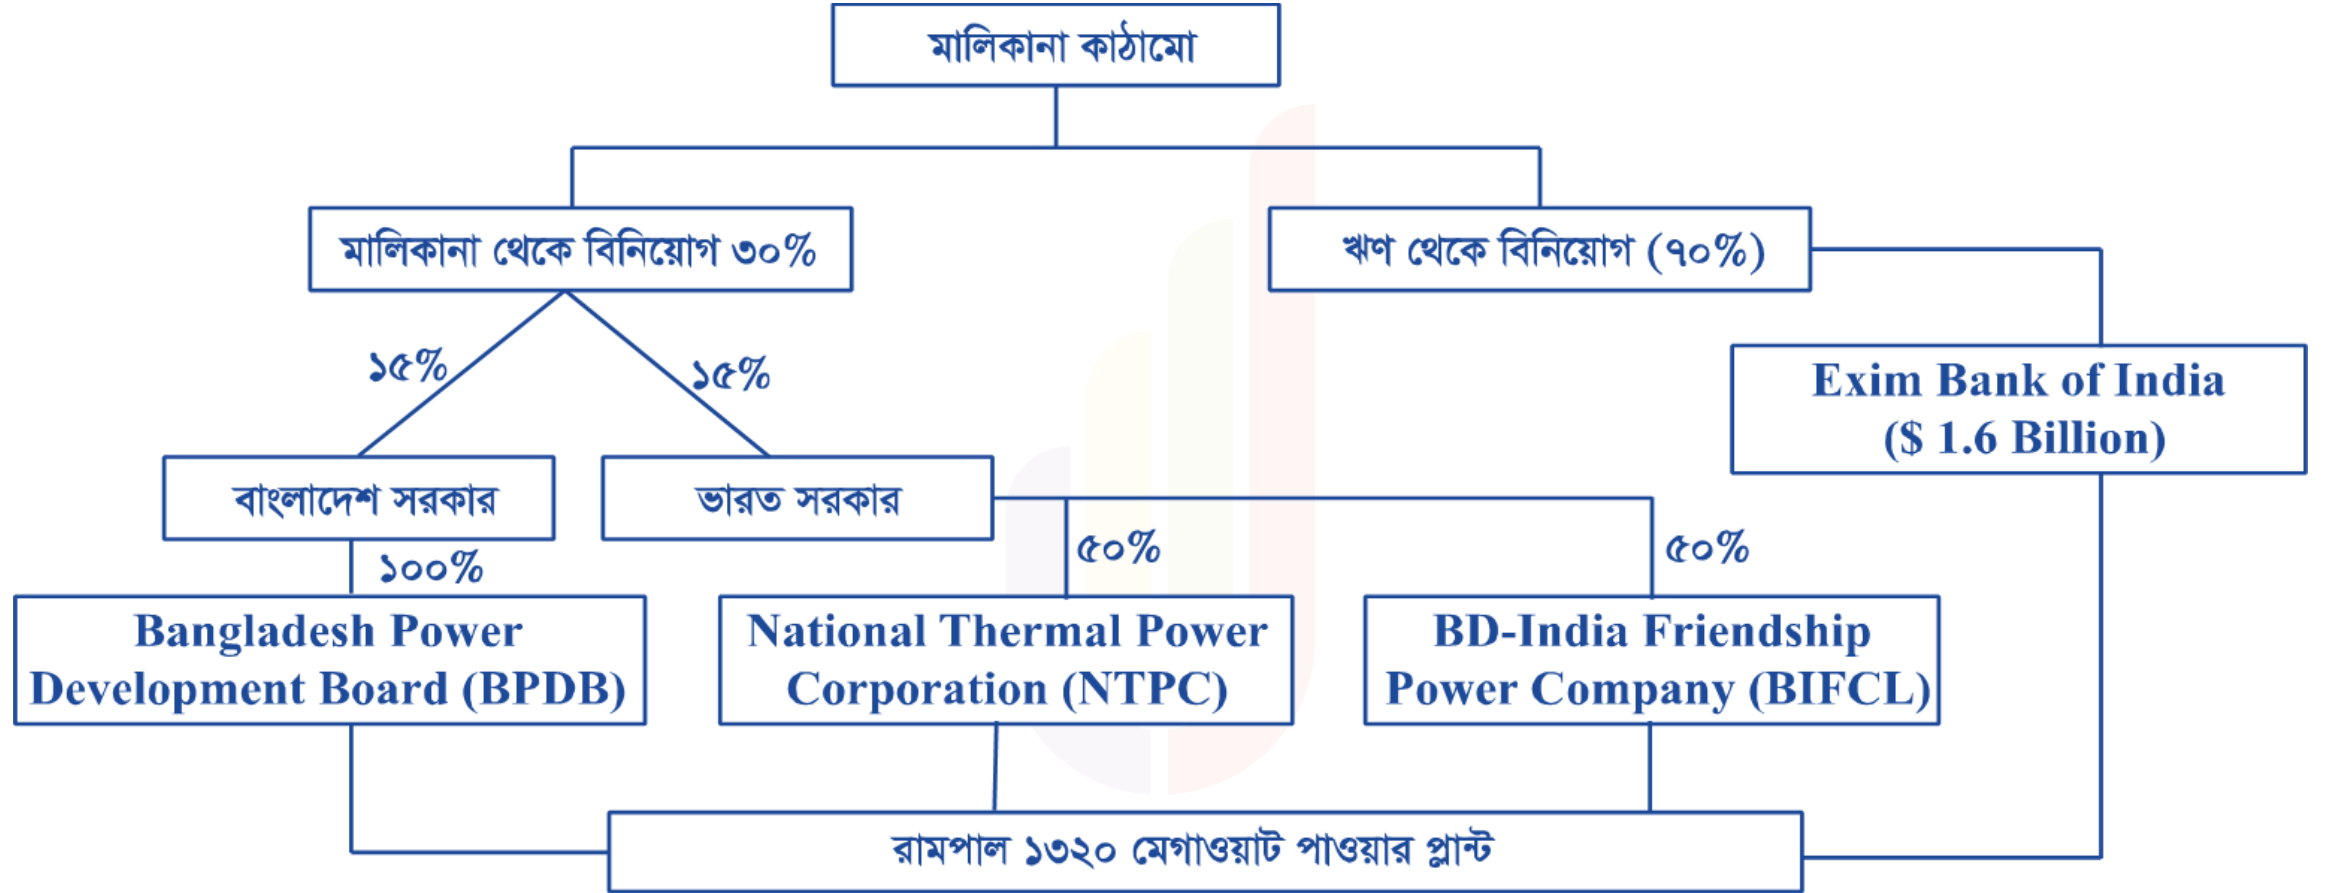 মালিকানা কাঠামো
মালিকানা থেকে বিনিয়োগ ৩০%
ঋণ থেকে বিনিয়োগ (৭০%)
১৫%
১৫%
Exim Bank of India
($ 1.6 Billion)
বাংলাদেশ সরকার
ভারত সরকার
১০০%
৫০%
৫০%
Bangladesh Power
Development Board (BPDB)
National Thermal Power
Corporation (NTPC)
BD-India Friendship
Power Company (BIFCL)
রামপাল ১৩২০ মেগাওয়াট পাওয়ার প্লান্ট